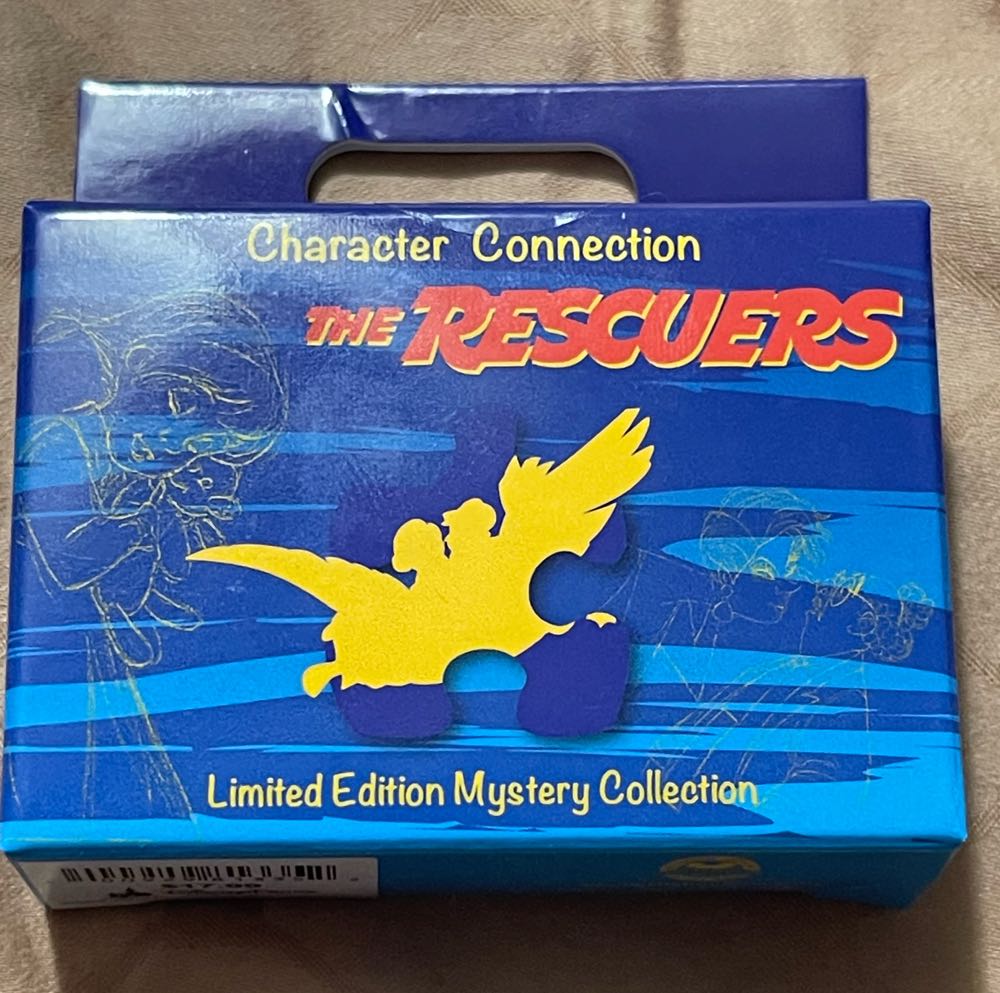 Character Connection
THE RESCUERS
Limited Edition Mystery Collection